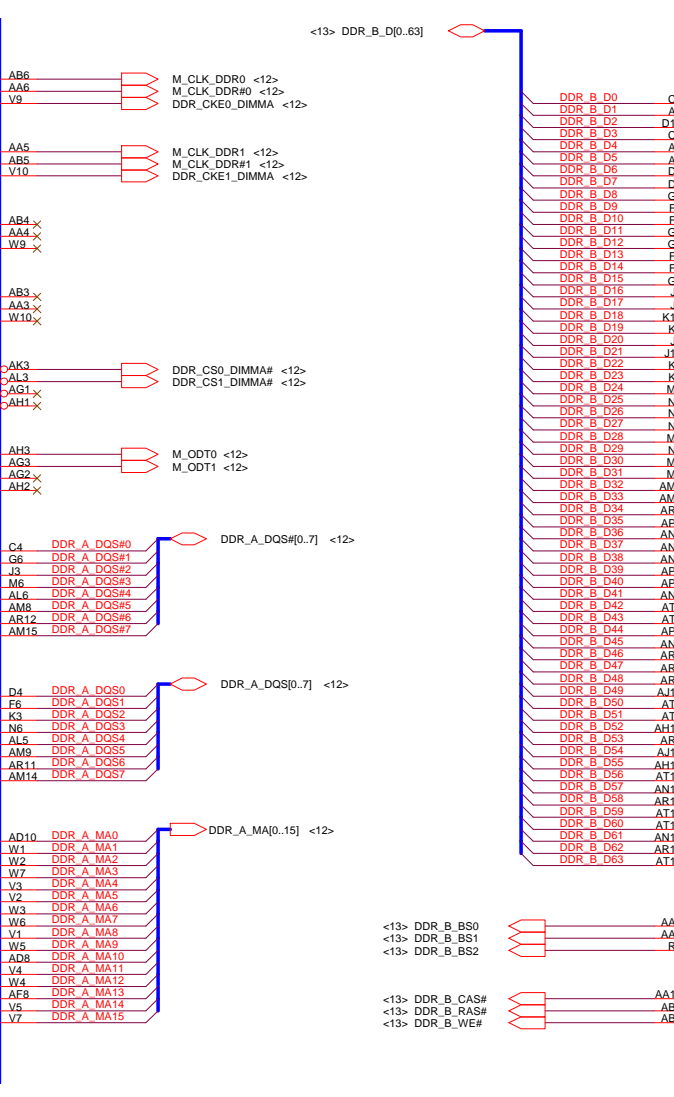 <13> DDR_B_D[0..63]
AB6 M_CLK_DDR0 <12>
AA6 M_CLK_DDR#0 <12>
V9 DDR_CKE0_DIMMA <12>
AA5 M_CLK_DDR1 <12>
AB5 M_CLK_DDR#1 <12>
V10 DDR_CKE1_DIMMA <12>
AB4
AA4
W9
AB3
AA3
W10
AK3 DDR_CS0_DIMMA# <12>
AL3 DDR_CS1_DIMMA# <12>
AG1
AH1
AH3 M_ODT0 <12>
AG3 M_ODT1 <12>
AG2
AH2
DDR_A_DQS#[0..7] <12>
C4 DDR_A_DQS#0
G6 DDR_A_DQS#1
J3 DDR_A_DQS#2
M6 DDR_A_DQS#3
AL6 DDR_A_DQS#4
AM8 DDR_A_DQS#5
AR12 DDR_A_DQS#6
AM15 DDR_A_DQS#7
DDR_A_DQS[0..7] <12>
D4 DDR_A_DQS0
F6 DDR_A_DQS1
K3 DDR_A_DQS2
N6 DDR_A_DQS3
AL5 DDR_A_DQS4
AM9 DDR_A_DQS5
AR11 DDR_A_DQS6
AM14 DDR_A_DQS7
DDR_A_MA[0..15] <12>
AD10 DDR_A_MA0
W1 DDR_A_MA1
W2 DDR_A_MA2
W7 DDR_A_MA3
V3 DDR_A_MA4
V2 DDR_A_MA5
W3 DDR_A_MA6
W6 DDR_A_MA7
V1 DDR_A_MA8
W5 DDR_A_MA9
AD8 DDR_A_MA10
V4 DDR_A_MA11
W4 DDR_A_MA12
AF8 DDR_A_MA13
V5 DDR_A_MA14
V7 DDR_A_MA15
DDR_B_D0
DDR_B_D1
DDR_B_D2
DDR_B_D3
DDR_B_D4
DDR_B_D5
DDR_B_D6
DDR_B_D7
DDR_B_D8
DDR_B_D9
DDR_B_D10
DDR_B_D11
DDR_B_D12
DDR_B_D13
DDR_B_D14
DDR_B_D15
DDR_B_D16
DDR_B_D17
DDR_B_D18
DDR_B_D19
DDR_B_D20
DDR_B_D21
DDR_B_D22
DDR_B_D23
DDR_B_D24
DDR_B_D25
DDR_B_D26
DDR_B_D27
DDR_B_D28
DDR_B_D29
DDR_B_D30
DDR_B_D31
DDR_B_D32
DDR_B_D33
DDR_B_D34
DDR_B_D35
DDR_B_D36
DDR_B_D37
DDR_B_D38
DDR_B_D39
DDR_B_D40
DDR_B_D41
DDR_B_D42
DDR_B_D43
DDR_B_D44
DDR_B_D45
DDR_B_D46
DDR_B_D47
DDR_B_D48
DDR_B_D49
DDR_B_D50
DDR_B_D51
DDR_B_D52
DDR_B_D53
DDR_B_D54
DDR_B_D55
DDR_B_D56
DDR_B_D57
DDR_B_D58
DDR_B_D59
DDR_B_D60
DDR_B_D61
DDR_B_D62
DDR_B_D63
<13> DDR_B_BS0
<13> DDR_B_BS1
<13> DDR_B_BS2
<13> DDR_B_CAS#
<13> DDR_B_RAS#
<13> DDR_B_WE#